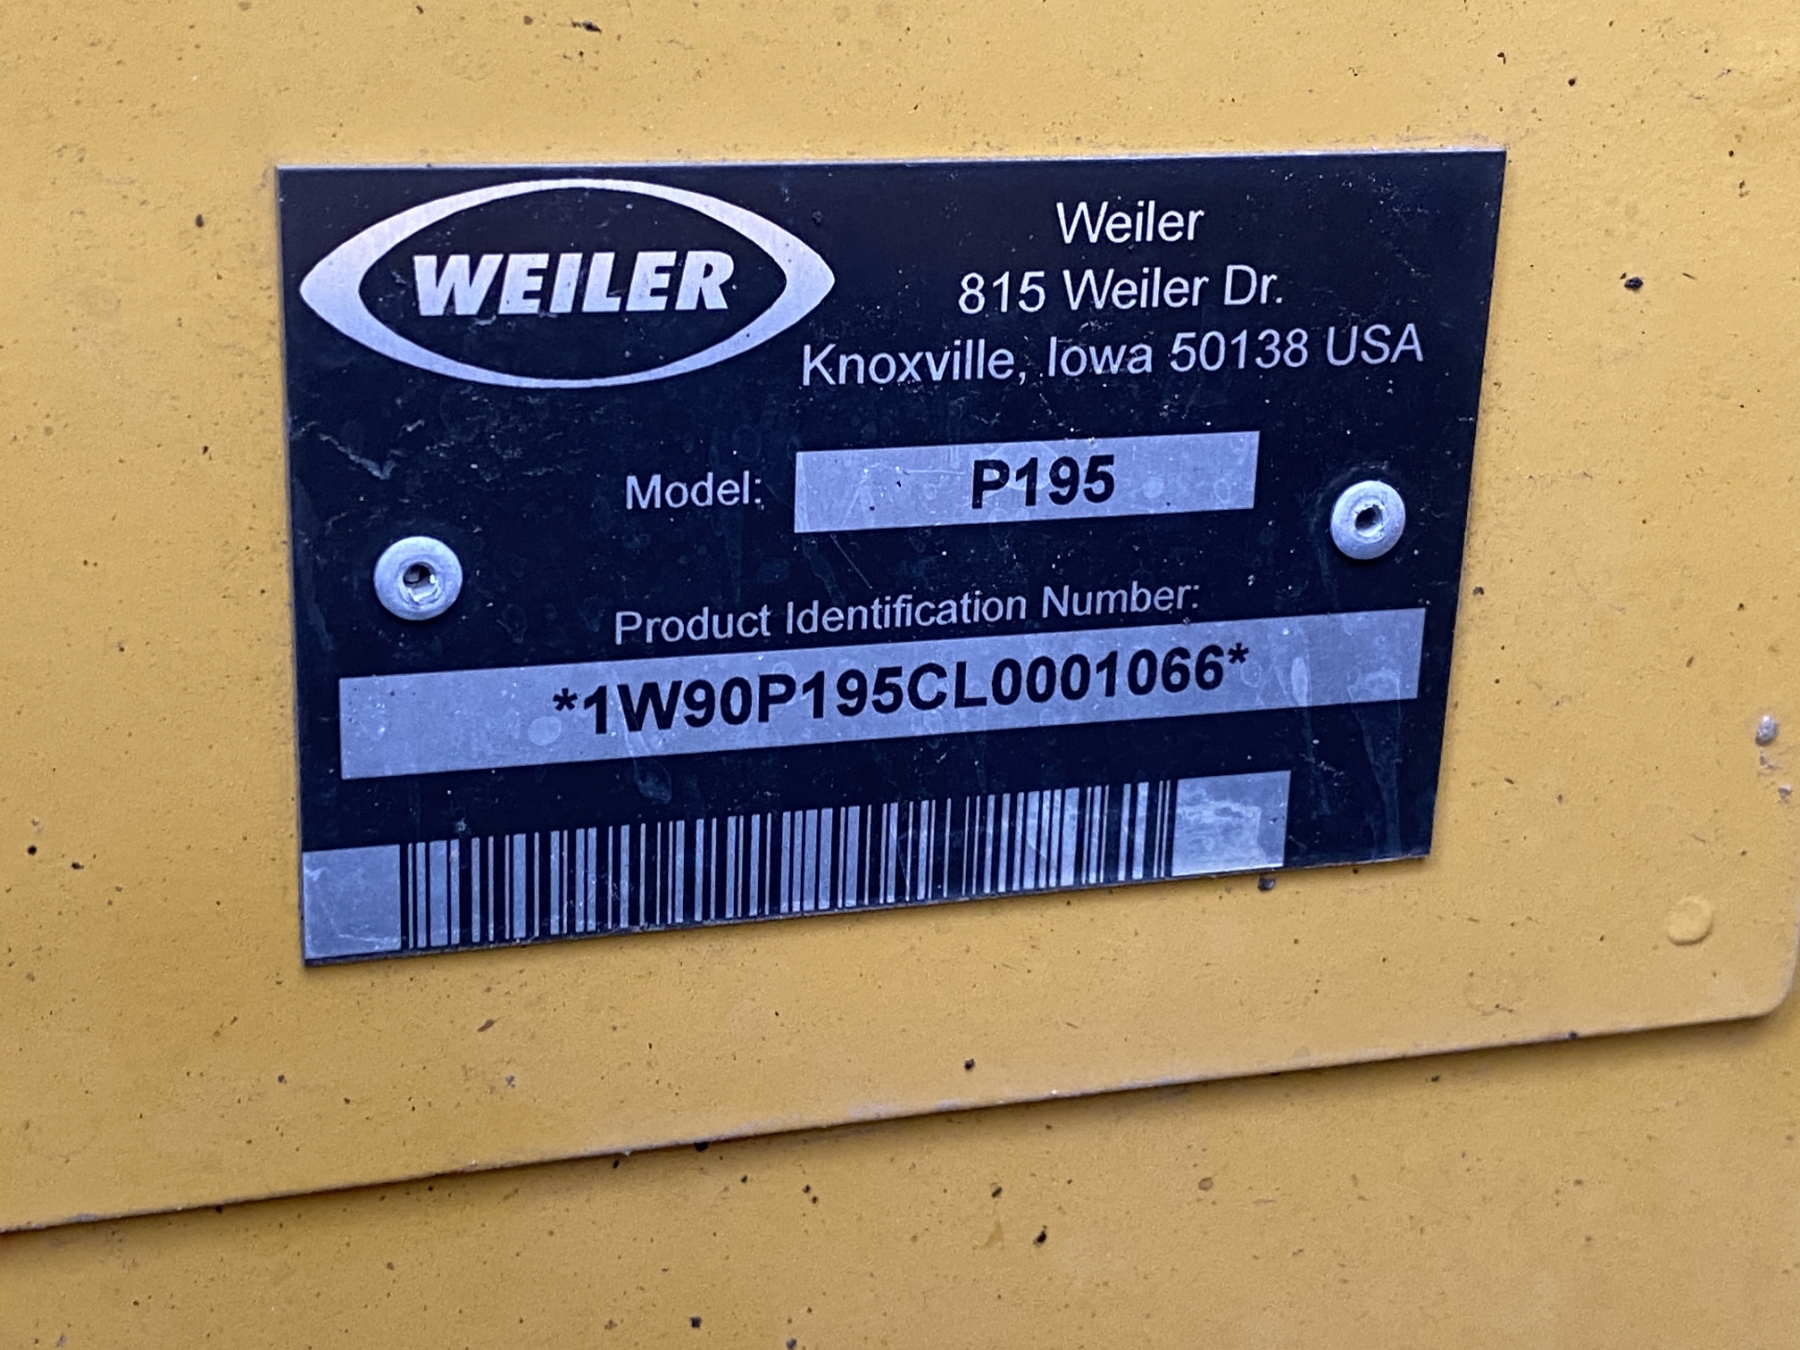 WEILER
Weiler
815 Weiler Dr.
Knoxville, Iowa 50138 USA
Model: P195
Product Identification Number:
*1W90P195CL0001066*